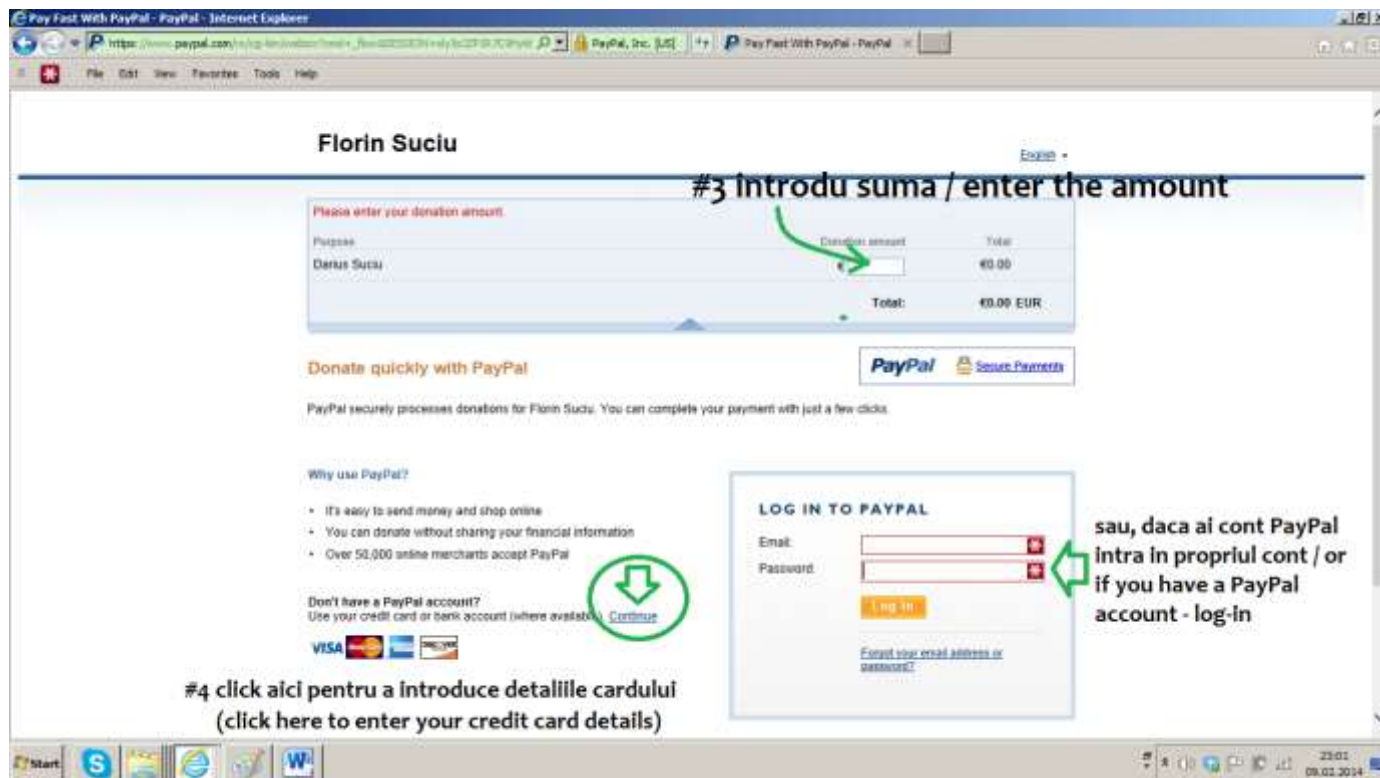 Pay Fast With PayPal - PayPal - Internet Explorer
PayPal, Inc. [US]
Pay Fast With PayPal - PayPal
File Edit View Favorites Tools Help
Florin Suciu
English
#3 introdu suma / enter the amount
Please enter your donation amount.
Purpose Donation amount Total
Darius Suciu € €0.00
Total: €0.00 EUR
Donate quickly with PayPal
PayPal Secure Payments
PayPal securely processes donations for Florin Suciu. You can complete your payment with just a few clicks.
Why use PayPal?
It's easy to send money and shop online
You can donate without sharing your financial information
Over 50,000 online merchants accept PayPal
Don't have a PayPal account?
Use your credit card or bank account (where available). Continue
VISA
#4 click aici pentru a introduce detaliile cardului
(click here to enter your credit card details)
LOG IN TO PAYPAL
Email:
Password:
Log In
Forgot your email address or
password?
sau, daca ai cont PayPal
intra in propriul cont / or
if you have a PayPal
account - log-in
Start
23:01
09.02.2014